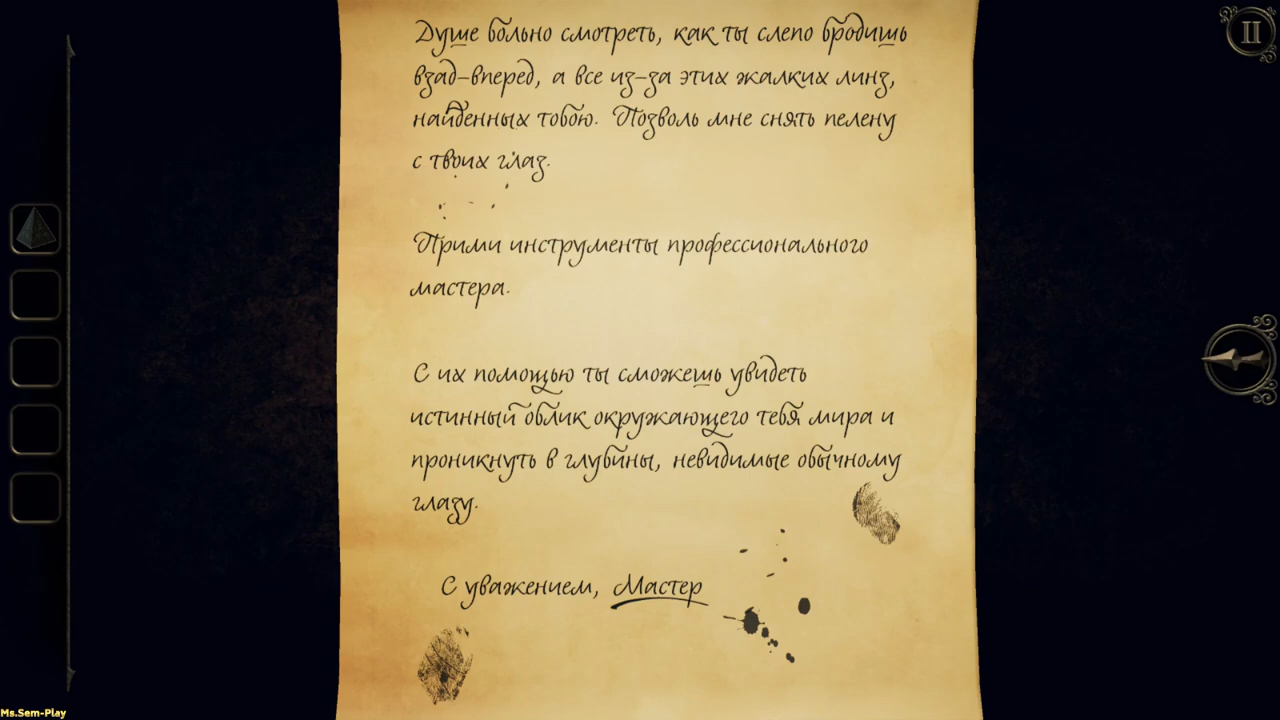 Душе больно смотреть, как ты слепо бродишь
взад-вперед, а все из-за этих жалких линз,
найденных тобою. Позволь мне снять пелену
с твоих глаз.
Прими инструменты профессионального
мастера.
С их помощью ты сможешь увидеть
истинный облик окружающего тебя мира и
проникнуть в глубины, невидимые обычному
глазу.
С уважением, Мастер
Ms.Sem-Play